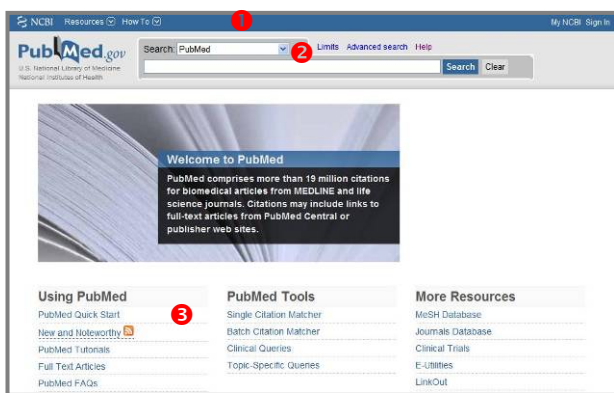 NCBI Resources How To 1 My NCBI Sign In
PubMed.gov
U.S. National Library of Medicine
National Institutes of Health
Search: PubMed 2 Limits Advanced search Help
Search Clear
Welcome to PubMed
PubMed comprises more than 19 million citations
for biomedical articles from MEDLINE and life
science journals. Citations may include links to
full-text articles from PubMed Central or
publisher web sites.
Using PubMed
PubMed Quick Start 3
New and Noteworthy
PubMed Tutorials
Full Text Articles
PubMed FAQs
PubMed Tools
Single Citation Matcher
Batch Citation Matcher
Clinical Queries
Topic-Specific Queries
More Resources
MeSH Database
Journals Database
Clinical Trials
E-Utilities
LinkOut